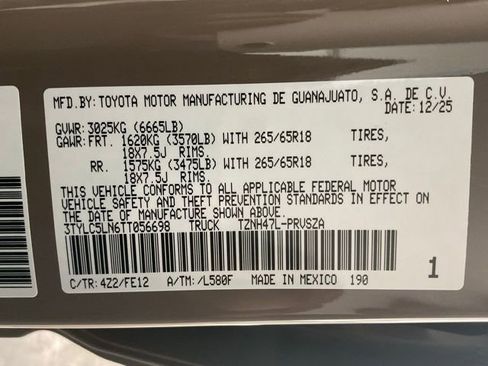 MFD.BY: TOYOTA MOTOR MANUFACTURING DE GUANAJUATO, S.A. DE C.V.
DATE: 12/25
GVWR: 3025KG (6665LB)
GAWR: FRT. 1620KG (3570LB) WITH 265/65R18 TIRES,
18X7.5J RIMS.
RR. 1575KG (3475LB) WITH 265/65R18 TIRES,
18X7.5J RIMS.
THIS VEHICLE CONFORMS TO ALL APPLICABLE FEDERAL MOTOR
VEHICLE SAFETY AND THEFT PREVENTION STANDARDS IN EFFECT ON
THE DATE OF MANUFACTURE SHOWN ABOVE.
3TYLC5LN6TT056698 TRUCK TZNH47L-PRVSZA
C/TR: 4Z2/FE12 A/TM: /L580F MADE IN MEXICO 190
1